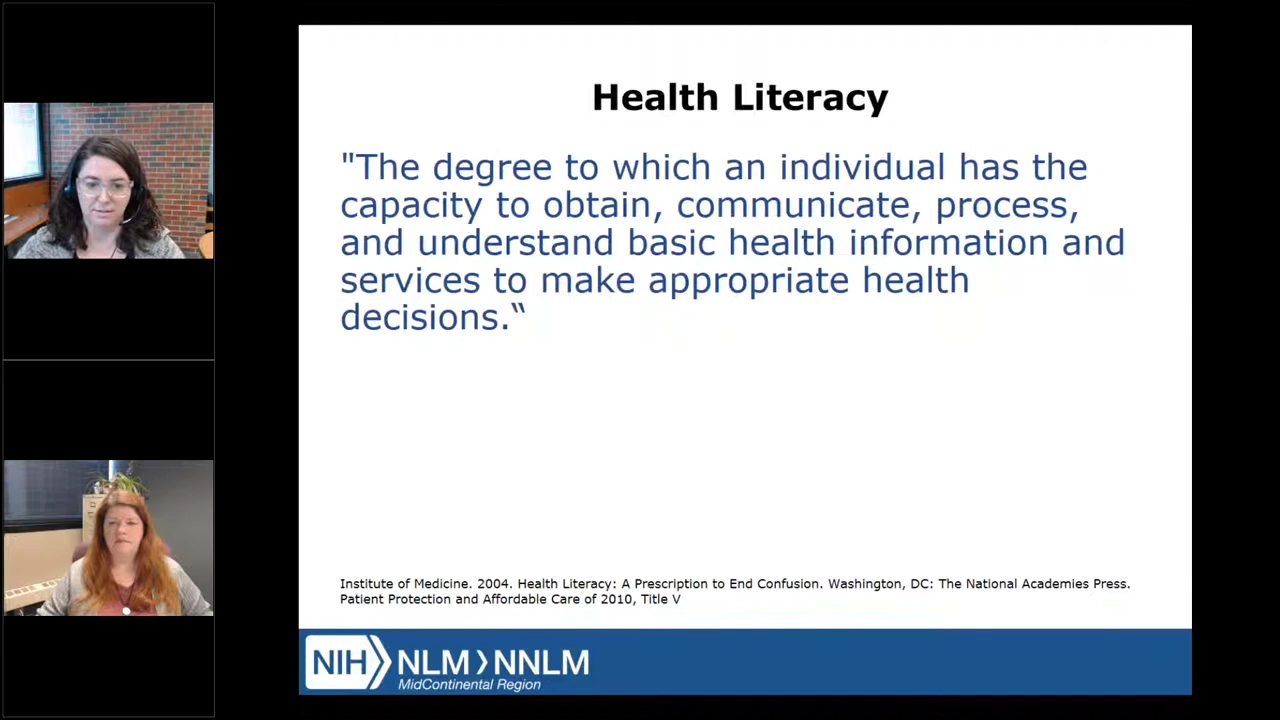 Health Literacy
"The degree to which an individual has the
capacity to obtain, communicate, process,
and understand basic health information and
services to make appropriate health
decisions.“
Institute of Medicine. 2004. Health Literacy: A Prescription to End Confusion. Washington, DC: The National Academies Press.
Patient Protection and Affordable Care of 2010, Title V
NIH NLM NNLM
MidContinental Region